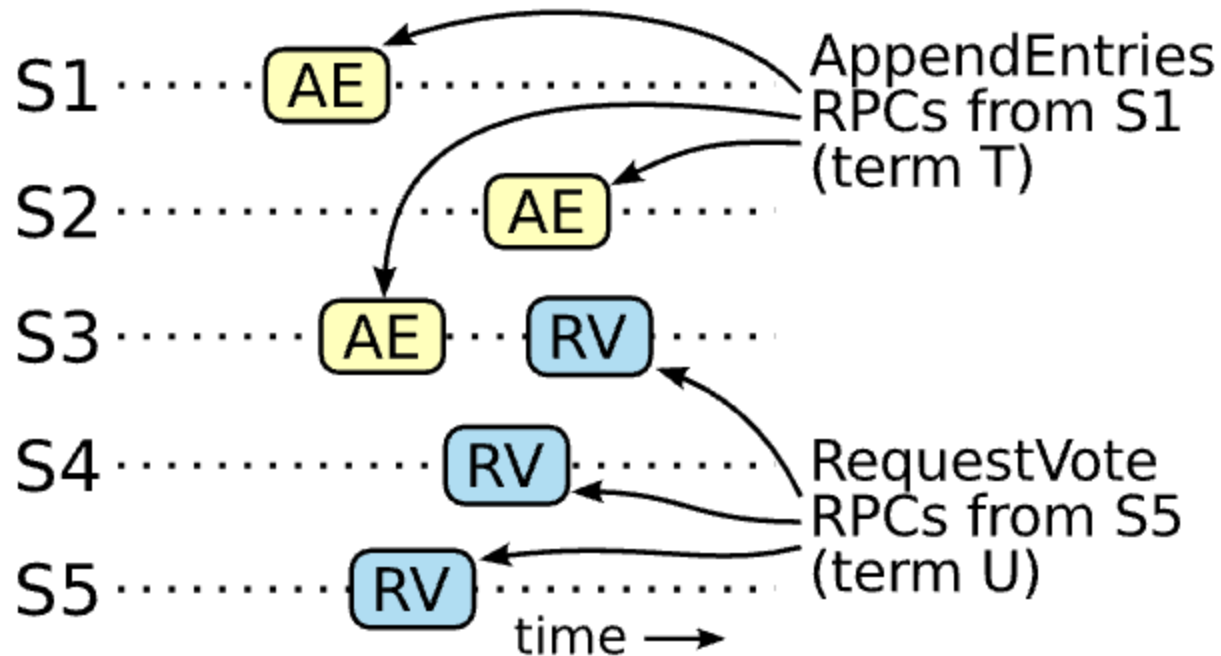 S1 AE
AppendEntries
RPCs from S1
(term T)
S2 AE
S3 AE RV
S4 RV
RequestVote
RPCs from S5
(term U)
S5 RV
time